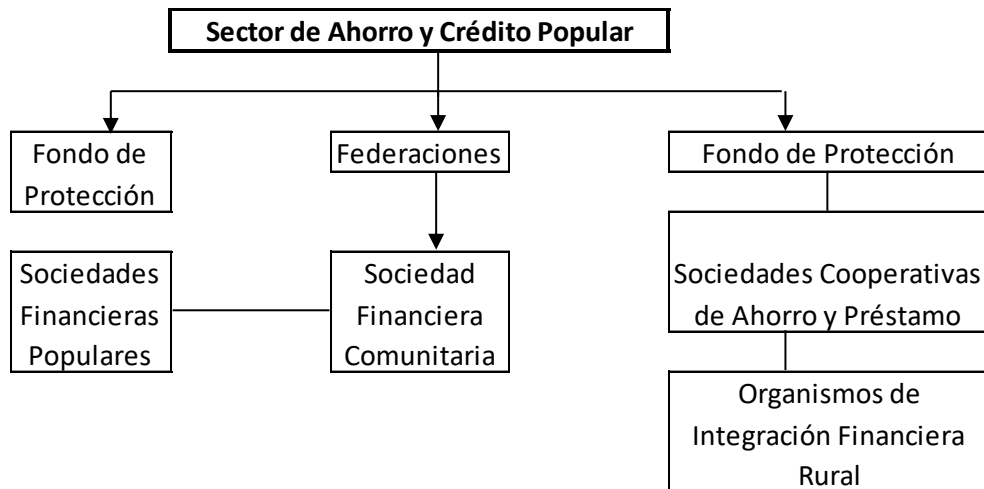 Sector de Ahorro y Crédito Popular
Fondo de
Protección
Federaciones
Fondo de Protección
Sociedades
Financieras
Populares
Sociedad
Financiera
Comunitaria
Sociedades Cooperativas
de Ahorro y Préstamo
Organismos de
Integración Financiera
Rural